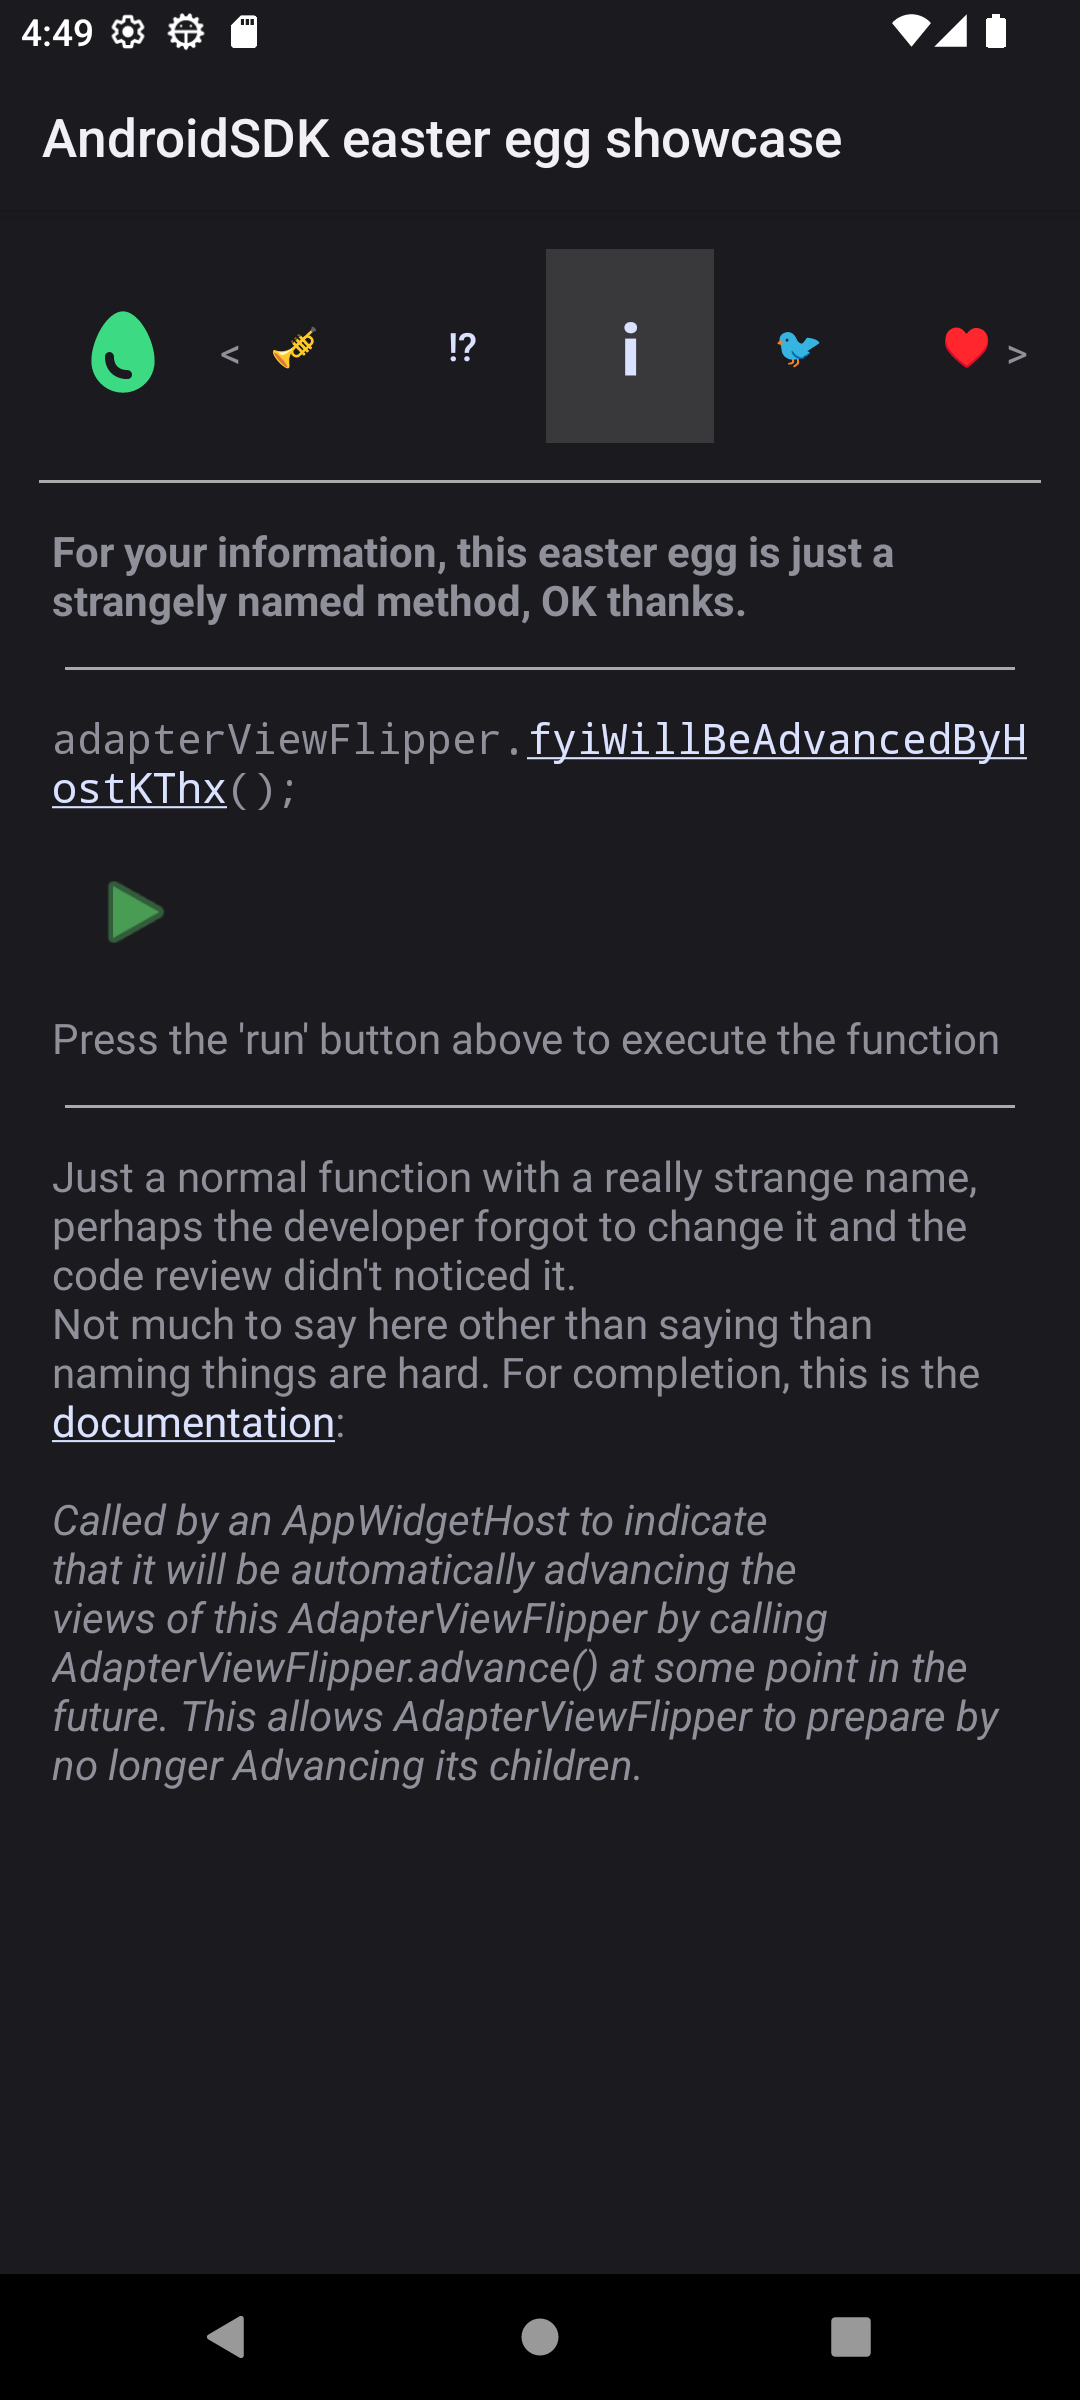 4:49
AndroidSDK easter egg showcase
< 🎺 !? i 🐦 ❤️ >
For your information, this easter egg is just a
strangely named method, OK thanks.
adapterViewFlipper.fyiWillBeAdvancedByH
ostKThx();
Press the 'run' button above to execute the function
Just a normal function with a really strange name,
perhaps the developer forgot to change it and the
code review didn't noticed it.
Not much to say here other than saying than
naming things are hard. For completion, this is the
documentation:
Called by an AppWidgetHost to indicate
that it will be automatically advancing the
views of this AdapterViewFlipper by calling
AdapterViewFlipper.advance() at some point in the
future. This allows AdapterViewFlipper to prepare by
no longer Advancing its children.